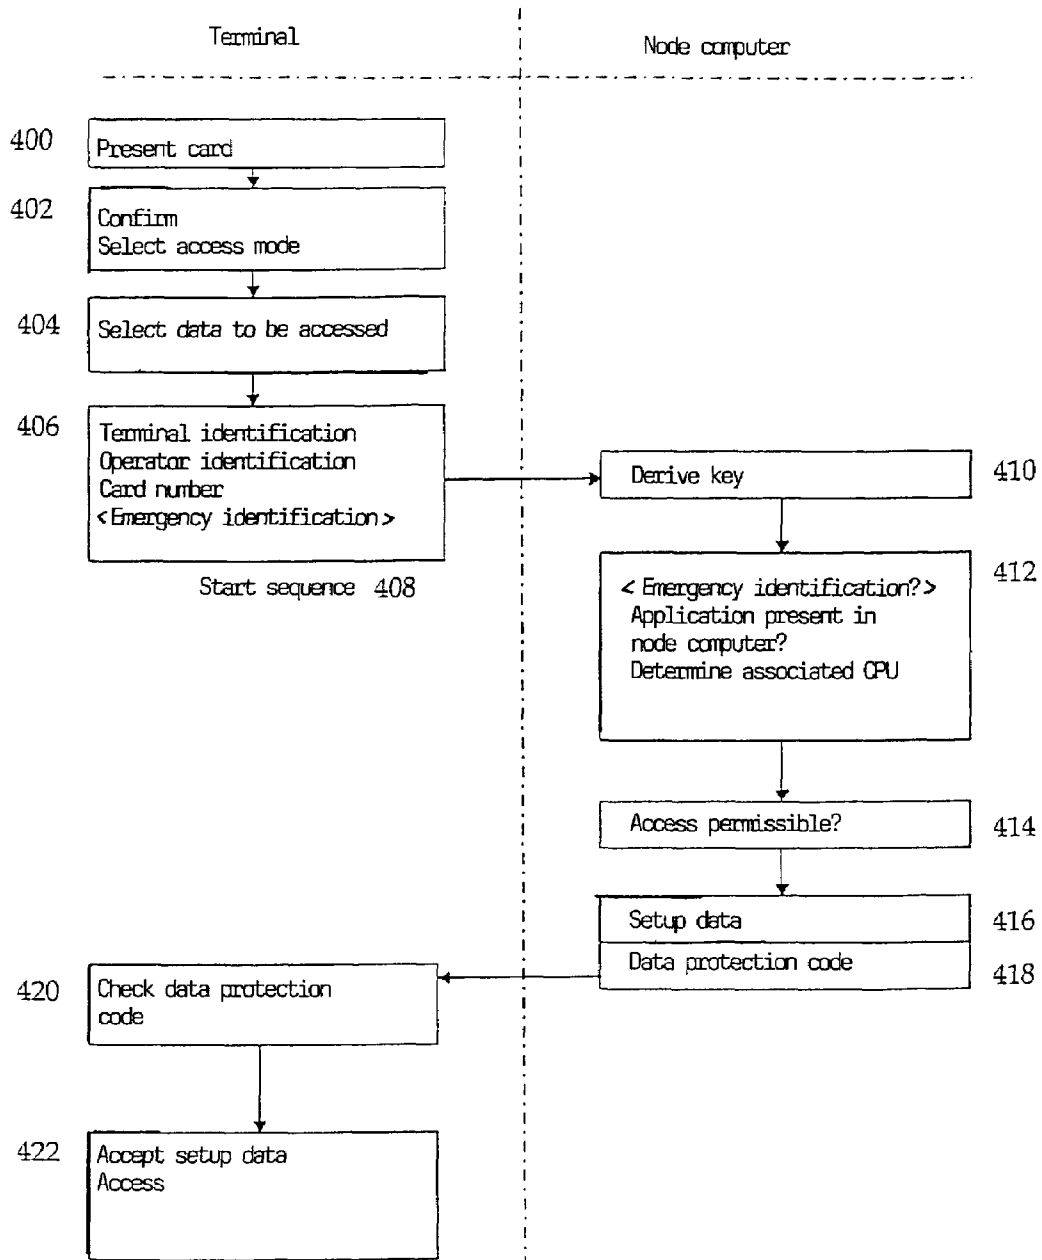 Terminal
Node computer
400
Present card
402
Confirm
Select access mode
404
Select data to be accessed
406
Terminal identification
Operator identification
Card number
<Emergency identification>
Start sequence 408
Derive key
410
<Emergency identification?>
Application present in
node computer?
Determine associated CPU
412
Access permissible?
414
Setup data
416
Data protection code
418
420
Check data protection
code
422
Accept setup data
Access